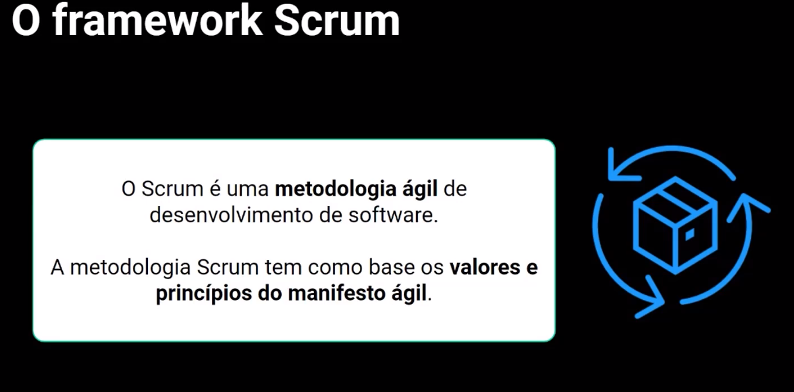 O framework Scrum
O Scrum é uma metodologia ágil de
desenvolvimento de software.
A metodologia Scrum tem como base os valores e
princípios do manifesto ágil.